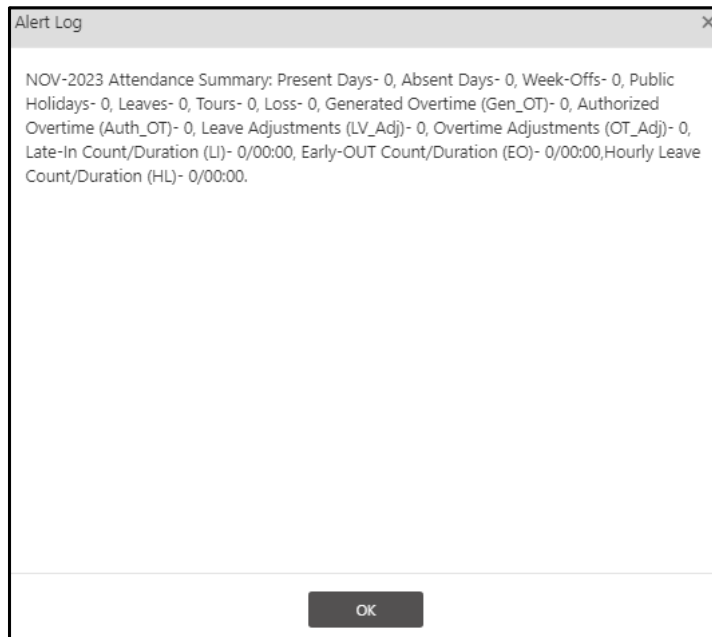 Alert Log
NOV-2023 Attendance Summary: Present Days- 0, Absent Days- 0, Week-Offs- 0, Public
Holidays- 0, Leaves- 0, Tours- 0, Loss- 0, Generated Overtime (Gen_OT)- 0, Authorized
Overtime (Auth_OT)- 0, Leave Adjustments (LV_Adj)- 0, Overtime Adjustments (OT_Adj)- 0,
Late-In Count/Duration (LI)- 0/00:00, Early-OUT Count/Duration (EO)- 0/00:00,Hourly Leave
Count/Duration (HL)- 0/00:00.
OK